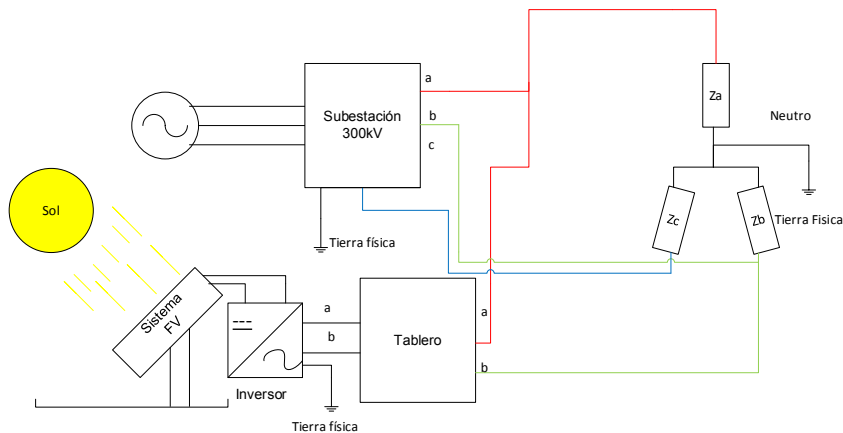 a
Subestación
300kV
b
c
Za
Neutro
Sol
Tierra física
Zc
Zb
Tierra Fisica
Sistema
FV
a
b
Tablero
a
b
Inversor
Tierra física